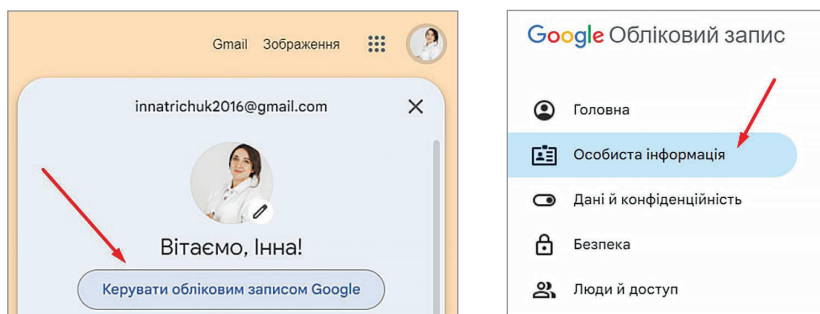 Gmail Зображення
innatrichuk2016@gmail.com
Вітаємо, Інна!
Керувати обліковим записом Google
Google Обліковий запис
Головна
Особиста інформація
Дані й конфіденційність
Безпека
Люди й доступ